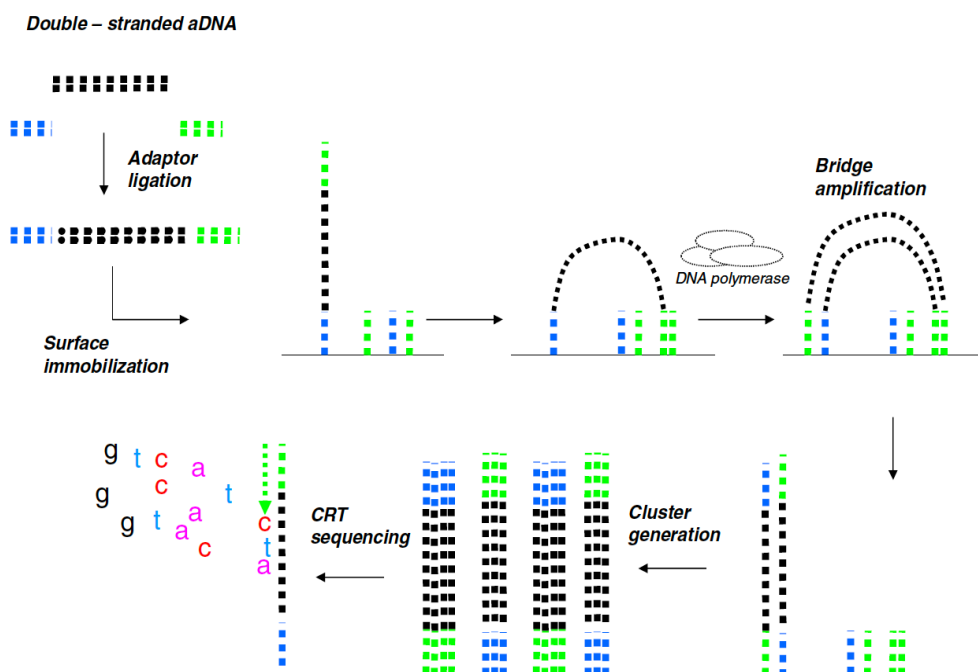 Double – stranded aDNA
Adaptor
ligation
Surface
immobilization
DNA polymerase
Bridge
amplification
Cluster
generation
CRT
sequencing
g
t
c
a
g
c
t
g
t
a
a
c
c
t
a